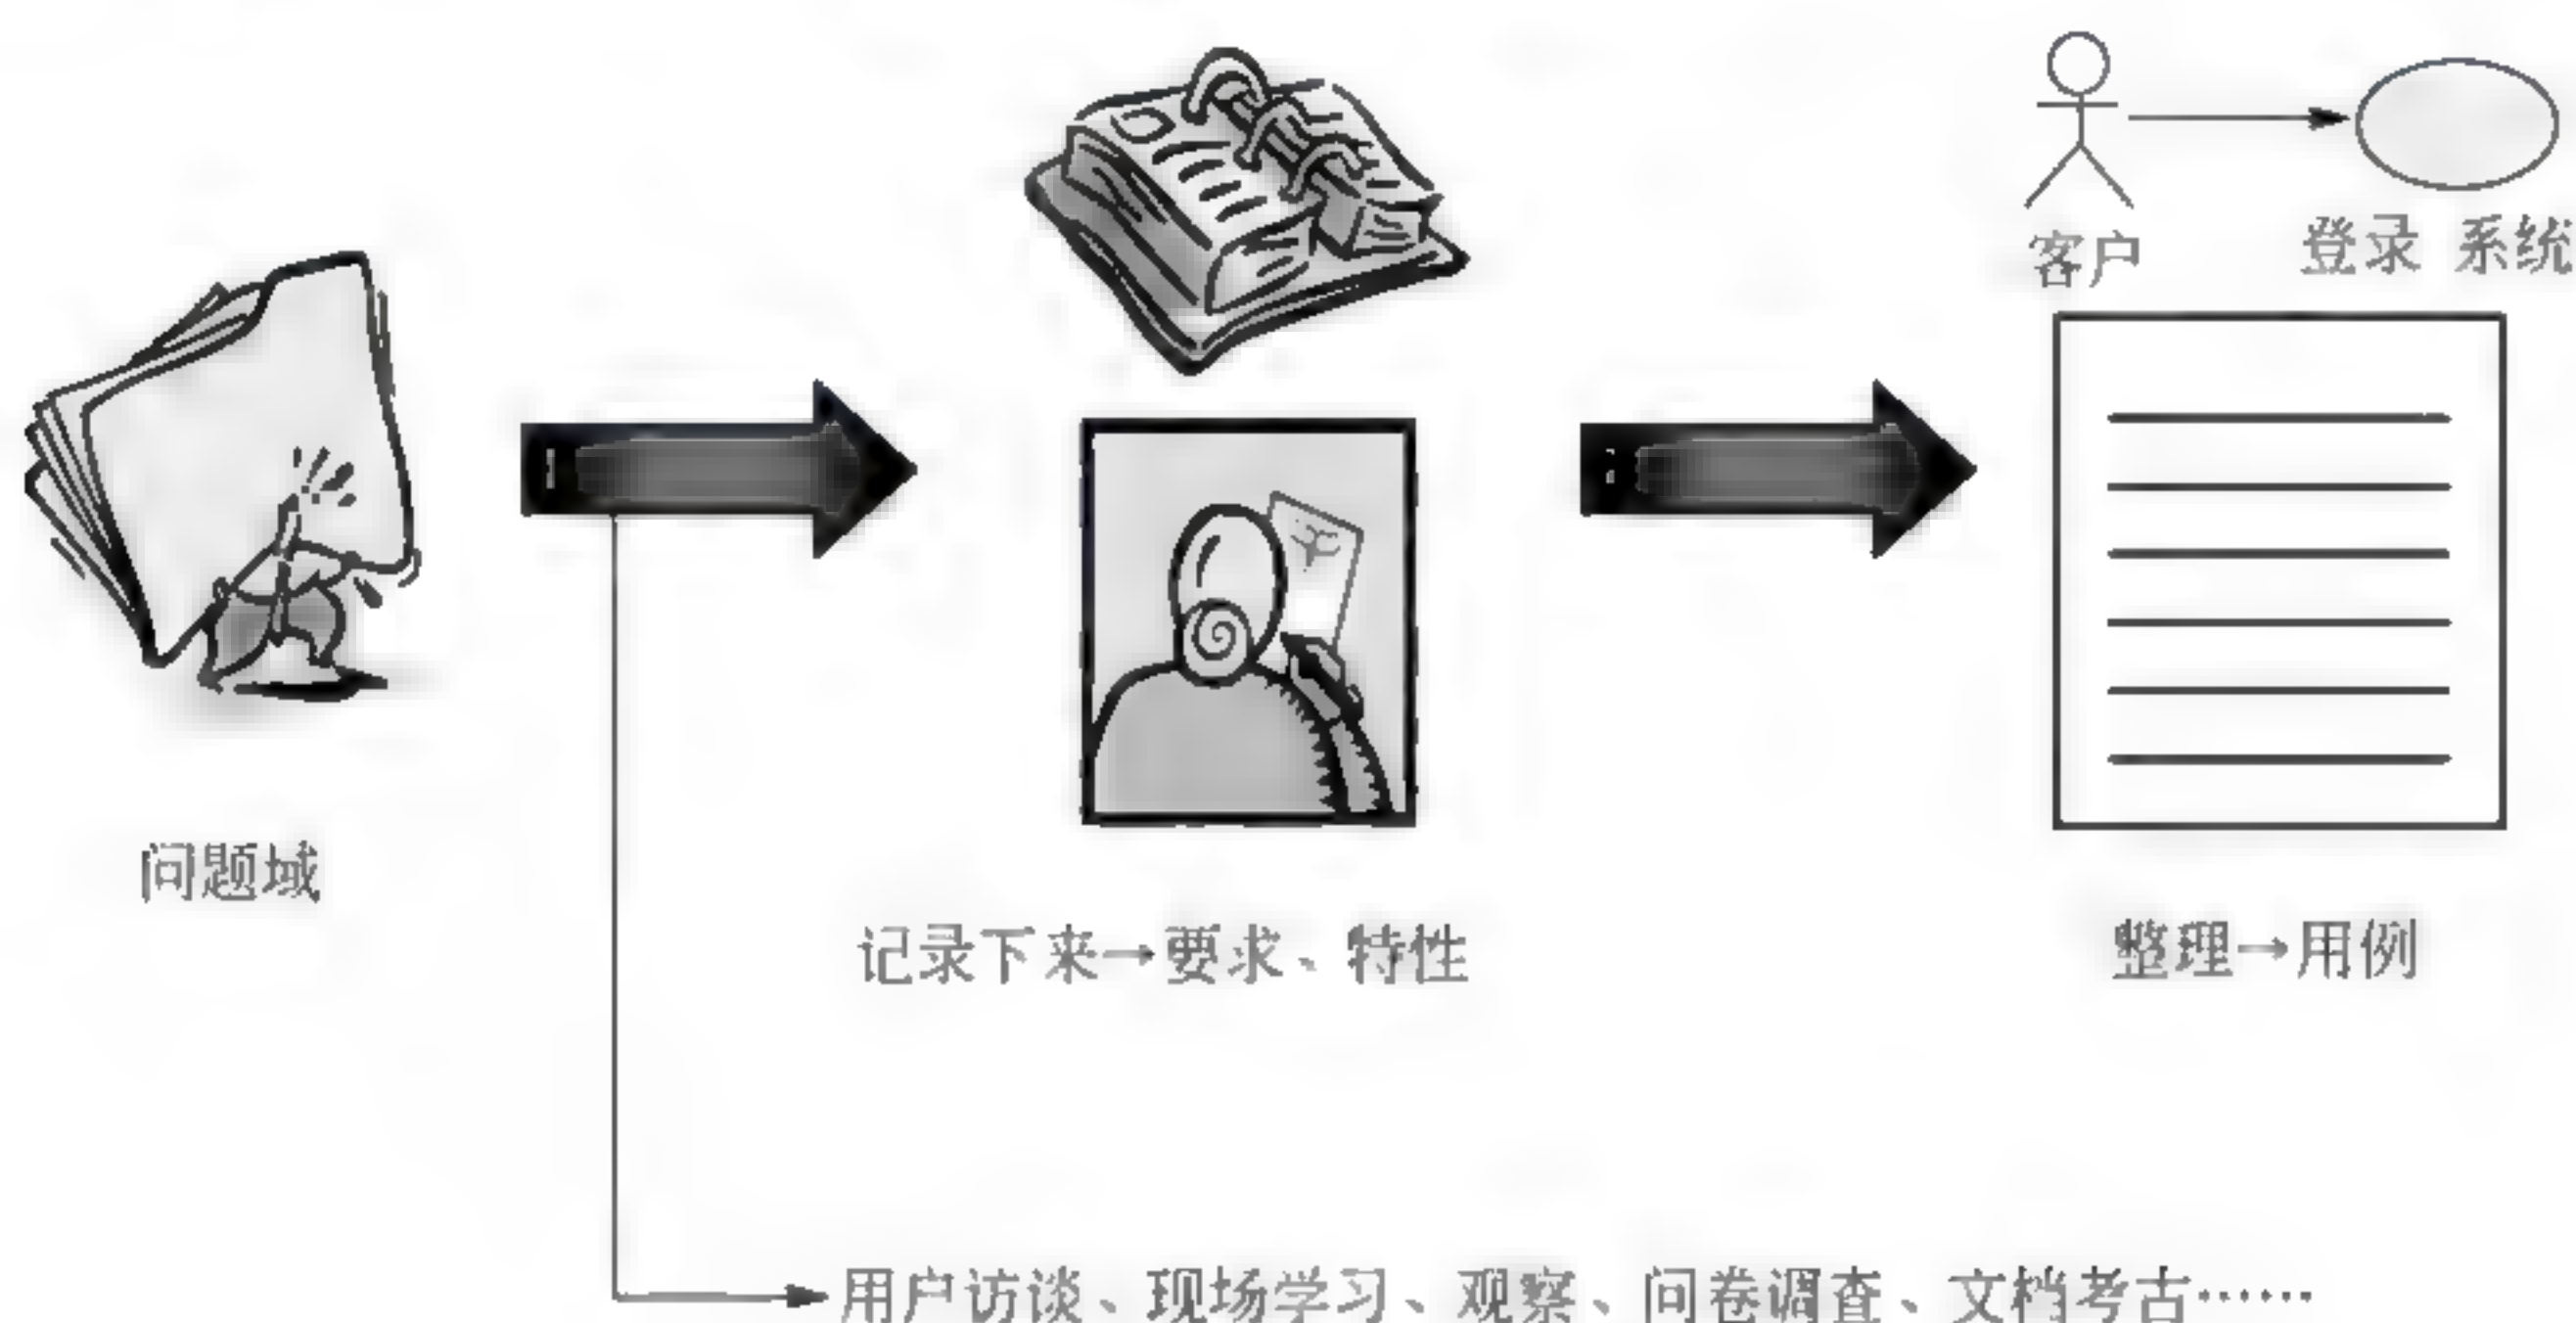 客户
登录 系统
问题域
记录下来→要求、特性
整理→用例
用户访谈、现场学习、观察、问卷调查、文档考古……